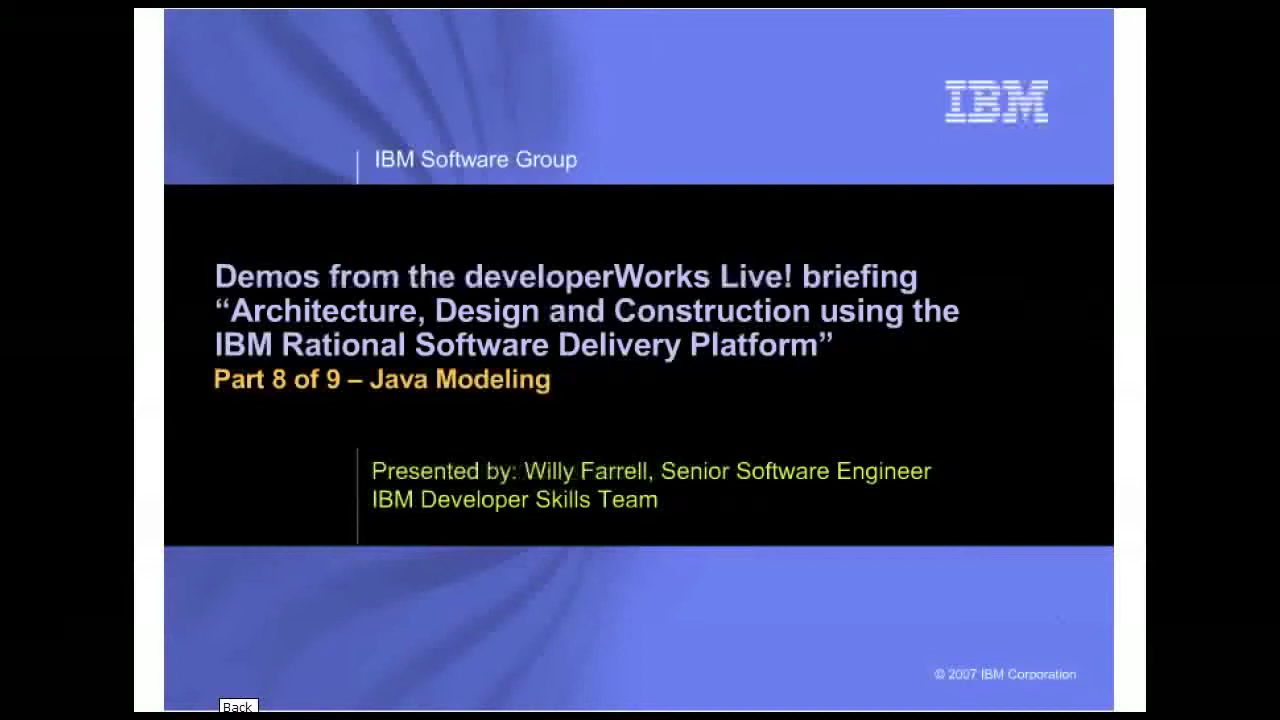 IBM
IBM Software Group
Demos from the developerWorks Live! briefing
“Architecture, Design and Construction using the
IBM Rational Software Delivery Platform”
Part 8 of 9 – Java Modeling
Presented by: Willy Farrell, Senior Software Engineer
IBM Developer Skills Team
© 2007 IBM Corporation
Back